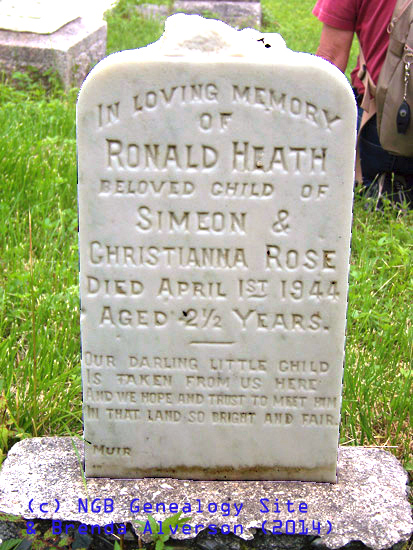 IN LOVING MEMORY
OF
RONALD HEATH
BELOVED CHILD OF
SIMEON &
CHRISTIANNA ROSE
DIED APRIL 1ST 1944
AGED 2½ YEARS.
OUR DARLING LITTLE CHILD
IS TAKEN FROM US HERE
AND WE HOPE AND TRUST TO MEET HIM
IN THAT LAND SO BRIGHT AND FAIR.
MUIR
(c) NGB Genealogy Site
& Brenda Alverson (2014)